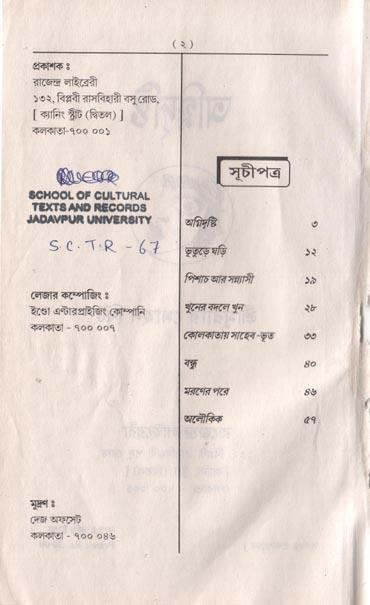 ( ২ )
প্রকাশক ঃ
রাজেন্দ্র লাইব্রেরী
১৩২, বিপ্লবী রাসবিহারী বসু রোড,
[ ক্যানিং স্ট্রীট (দ্বিতল) ]
কলকাতা-৭০০ ০০১
SCHOOL OF CULTURAL
TEXTS AND RECORDS
JADAVPUR UNIVERSITY
S.C.T.R - 67
লেজার কম্পোজিং ঃ
ইণ্ডো এন্টারপ্রাইজিং কোম্পানি
কলকাতা - ৭০০ ০০৭
মুদ্রণ ঃ
দেজ অফসেট
কলকাতা - ৭০০ ০৪৬
সূচীপত্র
অগ্নিদৃষ্টি ৩
ভূতুড়ে ঘড়ি ১২
পিশাচ আর সন্ন্যাসী ১৯
খুনের বদলে খুন ২৮
কোলকাতায় সাহেব-ভূত ৩৩
বন্ধু ৪০
মরণের পরে ৪৬
অলৌকিক ৫৭